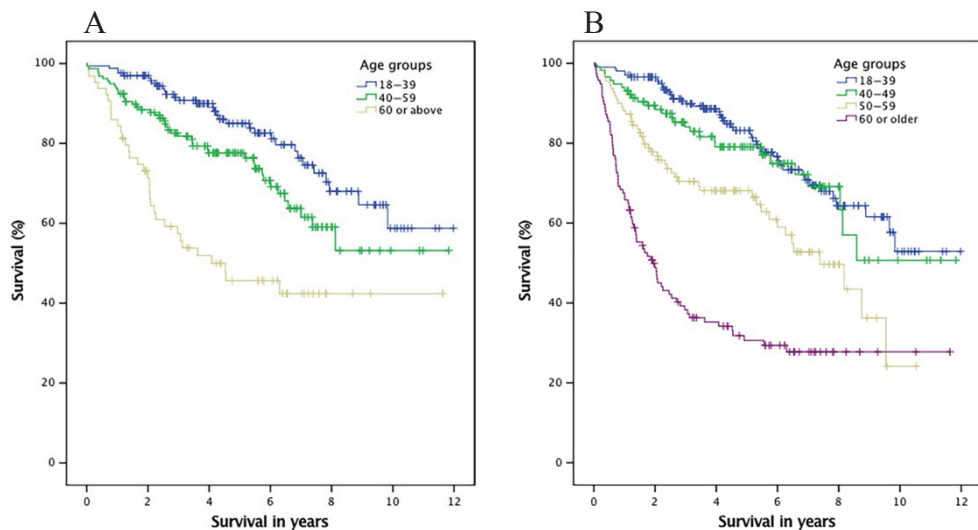 A
Age groups
18–39
40–59
60 or above
100
80
60
40
20
0
Survival (%)
0 2 4 6 8 10 12
Survival in years
B
Age groups
18–39
40–49
50–59
60 or older
100
80
60
40
20
0
Survival (%)
0 2 4 6 8 10 12
Survival in years